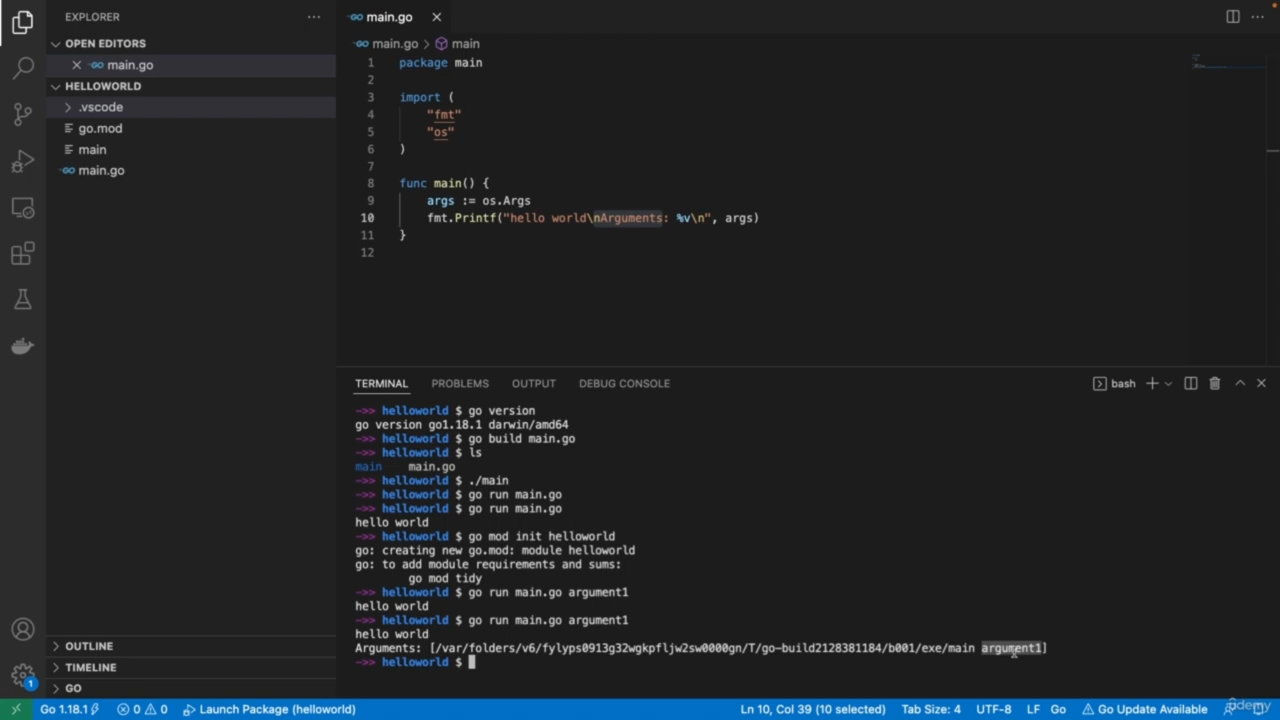 EXPLORER
OPEN EDITORS
main.go
HELLOWORLD
.vscode
go.mod
main
main.go
OUTLINE
TIMELINE
GO
main.go
main.go > main
1 package main
2
3 import (
4 "fmt"
5 "os"
6 )
7
8 func main() {
9 args := os.Args
10 fmt.Printf("hello world\nArguments: %v\n", args)
11 }
12
TERMINAL PROBLEMS OUTPUT DEBUG CONSOLE bash
->> helloworld $ go version
go version go1.18.1 darwin/amd64
->> helloworld $ go build main.go
->> helloworld $ ls
main main.go
->> helloworld $ ./main
->> helloworld $ go run main.go
->> helloworld $ go run main.go
hello world
->> helloworld $ go mod init helloworld
go: creating new go.mod: module helloworld
go: to add module requirements and sums:
go mod tidy
->> helloworld $ go run main.go argument1
hello world
->> helloworld $ go run main.go argument1
hello world
Arguments: [/var/folders/v6/fylyps0913g32wgkpfljw2sw0000gn/T/go-build2128381184/b001/exe/main argument1]
->> helloworld $
1
Go 1.18.1 0 0 Launch Package (helloworld) Ln 10, Col 39 (10 selected) Tab Size: 4 UTF-8 LF Go Go Update Available
udemy